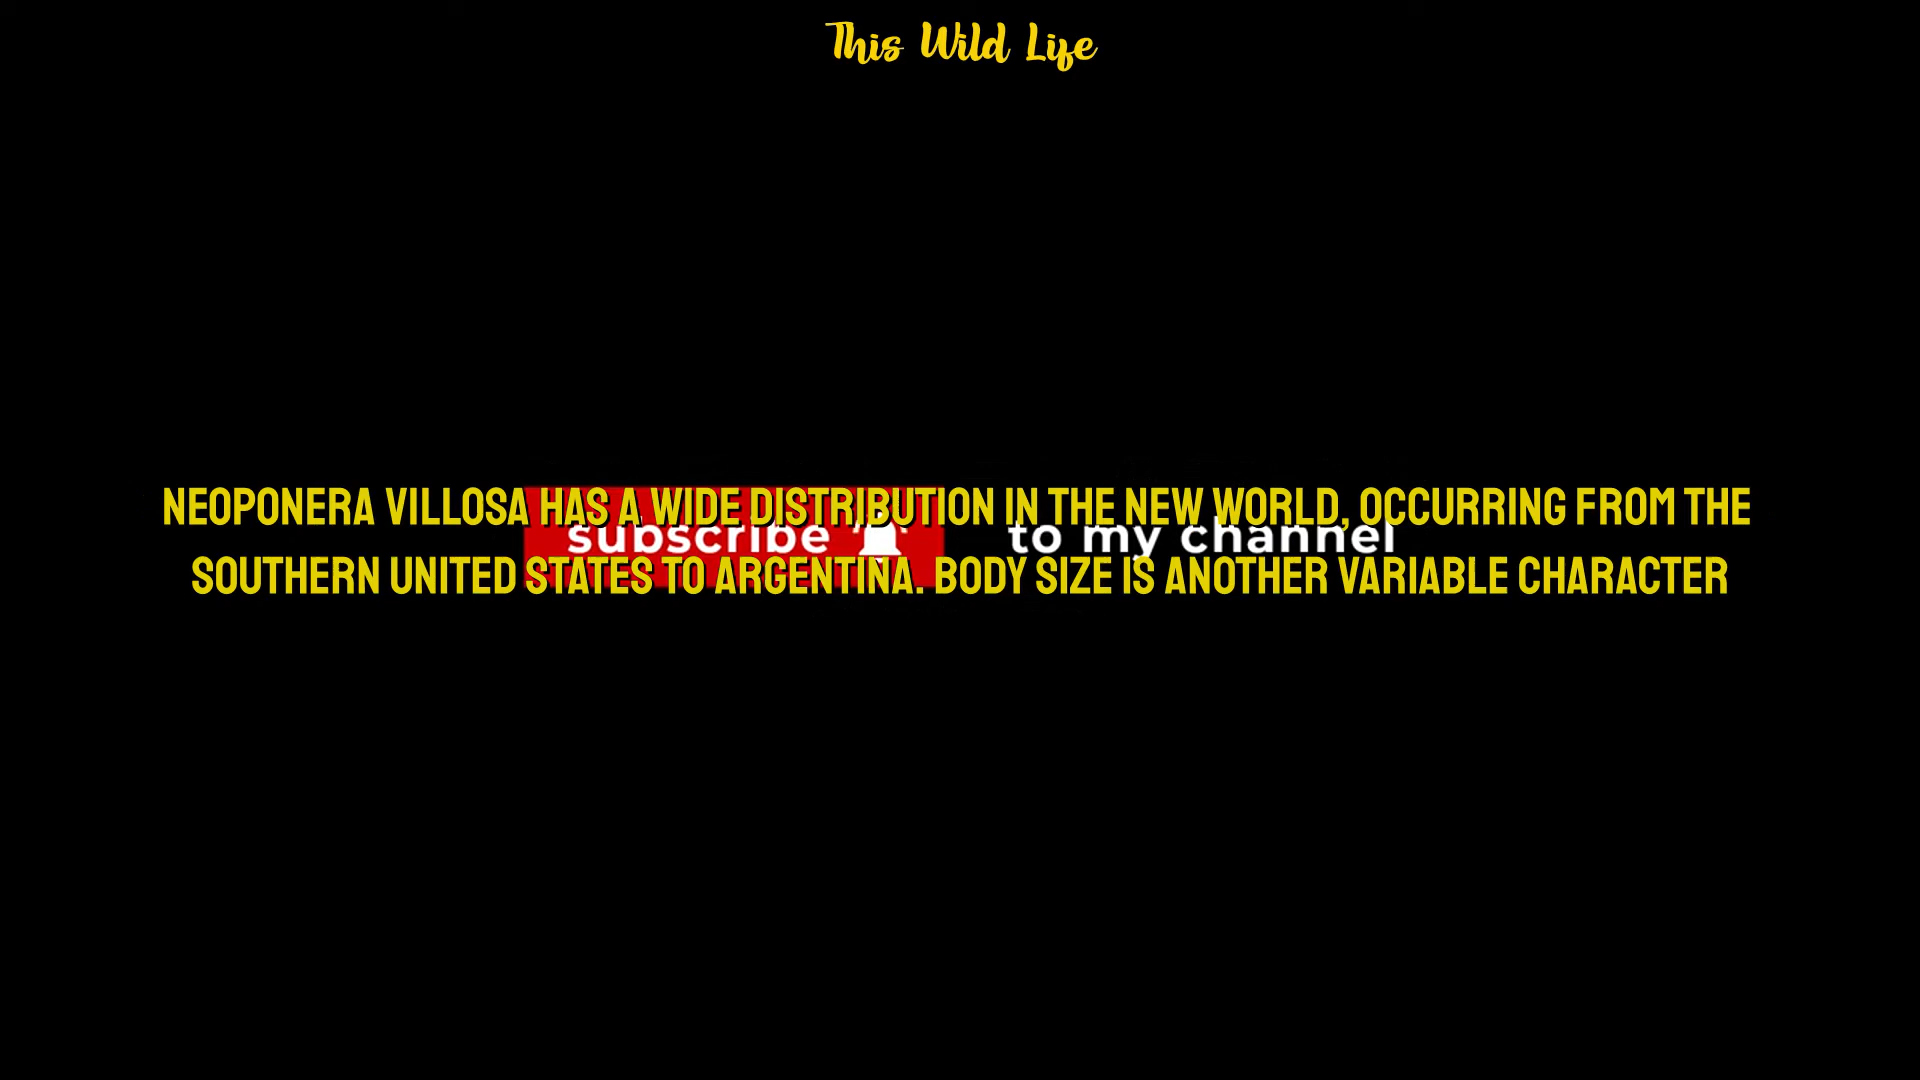 This Wild Life
NEOPONERA VILLOSA HAS A WIDE DISTRIBUTION IN THE NEW WORLD, OCCURRING FROM THE
subscribe to my channel
SOUTHERN UNITED STATES TO ARGENTINA. BODY SIZE IS ANOTHER VARIABLE CHARACTER